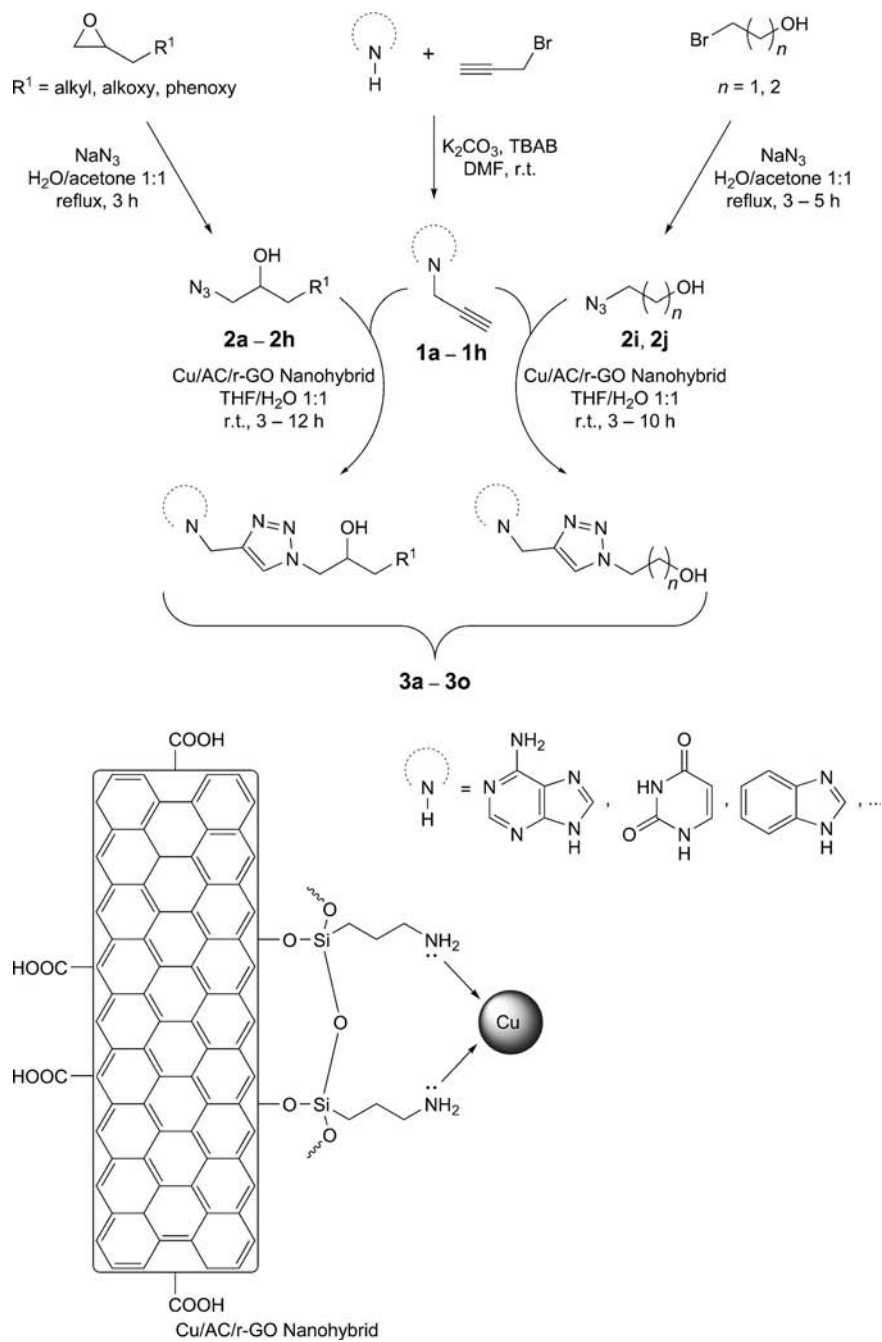 O
R¹
R¹ = alkyl, alkoxy, phenoxy
N
H
+
Br
Br
OH
n
n = 1, 2
NaN₃
H₂O/acetone 1:1
reflux, 3 h
K₂CO₃, TBAB
DMF, r.t.
NaN₃
H₂O/acetone 1:1
reflux, 3 – 5 h
OH
N₃
R¹
2a – 2h
N
1a – 1h
N₃
OH
n
2i, 2j
Cu/AC/r-GO Nanohybrid
THF/H₂O 1:1
r.t., 3 – 12 h
Cu/AC/r-GO Nanohybrid
THF/H₂O 1:1
r.t., 3 – 10 h
N
N
N
N
OH
R¹
N
N
N
N
OH
n
3a – 3o
N
H
=
NH₂
N
N
N
N
H
,
O
HN
O
N
H
,
N
N
H
, ...
COOH
HOOC
HOOC
COOH
O
O
Si
NH₂
O
O
Si
NH₂
O
Cu
Cu/AC/r-GO Nanohybrid